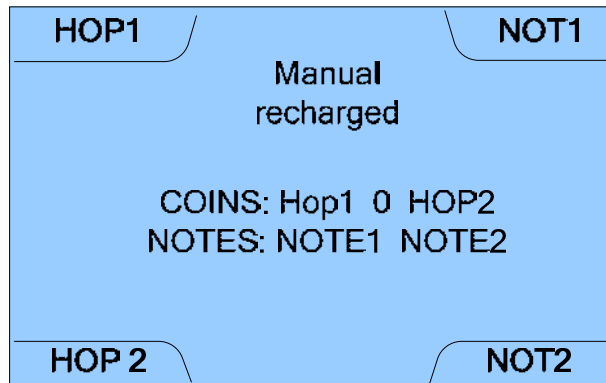 HOP1 NOT1
Manual
recharged
COINS: Hop1 0 HOP2
NOTES: NOTE1 NOTE2
HOP 2 NOT2